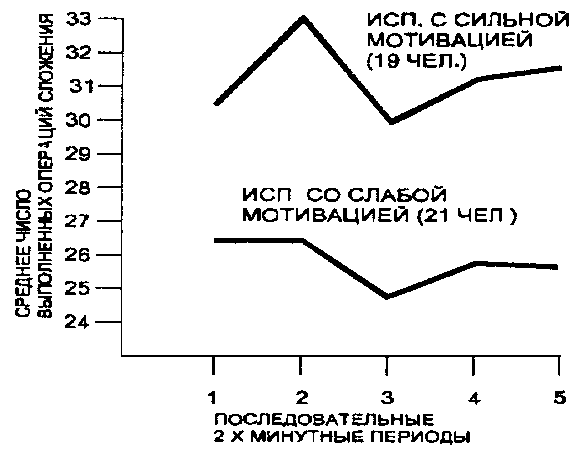 33
32
31
30
29
28
27
26
25
24
СРЕДНЕЕ ЧИСЛО
ВЫПОЛНЕННЫХ ОПЕРАЦИЙ СЛОЖЕНИЯ
ИСП. С СИЛЬНОЙ
МОТИВАЦИЕЙ
(19 ЧЕЛ.)
ИСП СО СЛАБОЙ
МОТИВАЦИЕЙ (21 ЧЕЛ )
1 2 3 4 5
ПОСЛЕДОВАТЕЛЬНЫЕ
2 Х МИНУТНЫЕ ПЕРИОДЫ